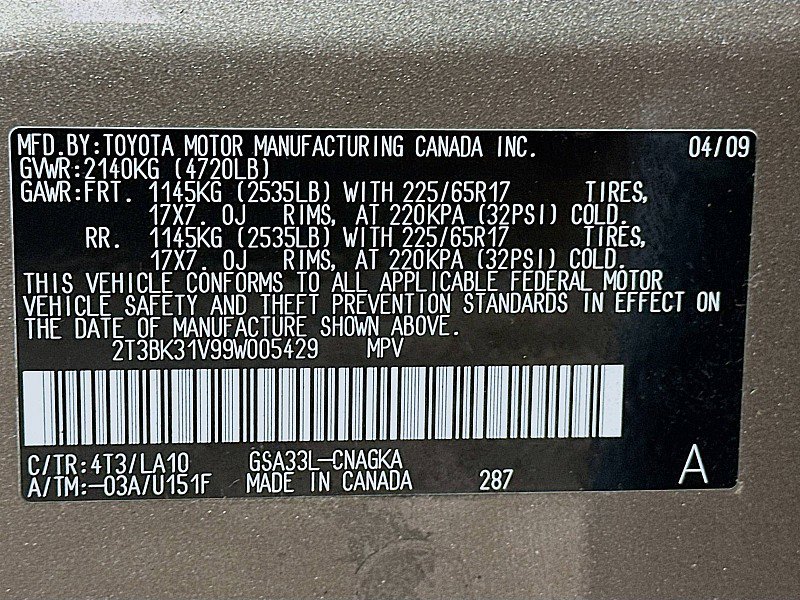 MFD.BY:TOYOTA MOTOR MANUFACTURING CANADA INC. 04/09
GVWR:2140KG (4720LB)
GAWR:FRT. 1145KG (2535LB) WITH 225/65R17 TIRES,
17X7. 0J RIMS, AT 220KPA (32PSI) COLD.
RR. 1145KG (2535LB) WITH 225/65R17 TIRES,
17X7. 0J RIMS, AT 220KPA (32PSI) COLD.
THIS VEHICLE CONFORMS TO ALL APPLICABLE FEDERAL MOTOR
VEHICLE SAFETY AND THEFT PREVENTION STANDARDS IN EFFECT ON
THE DATE OF MANUFACTURE SHOWN ABOVE.
2T3BK31V99W005429 MPV
C/TR:4T3/LA10 GSA33L-CNAGKA
A/TM:-03A/U151F MADE IN CANADA 287 A